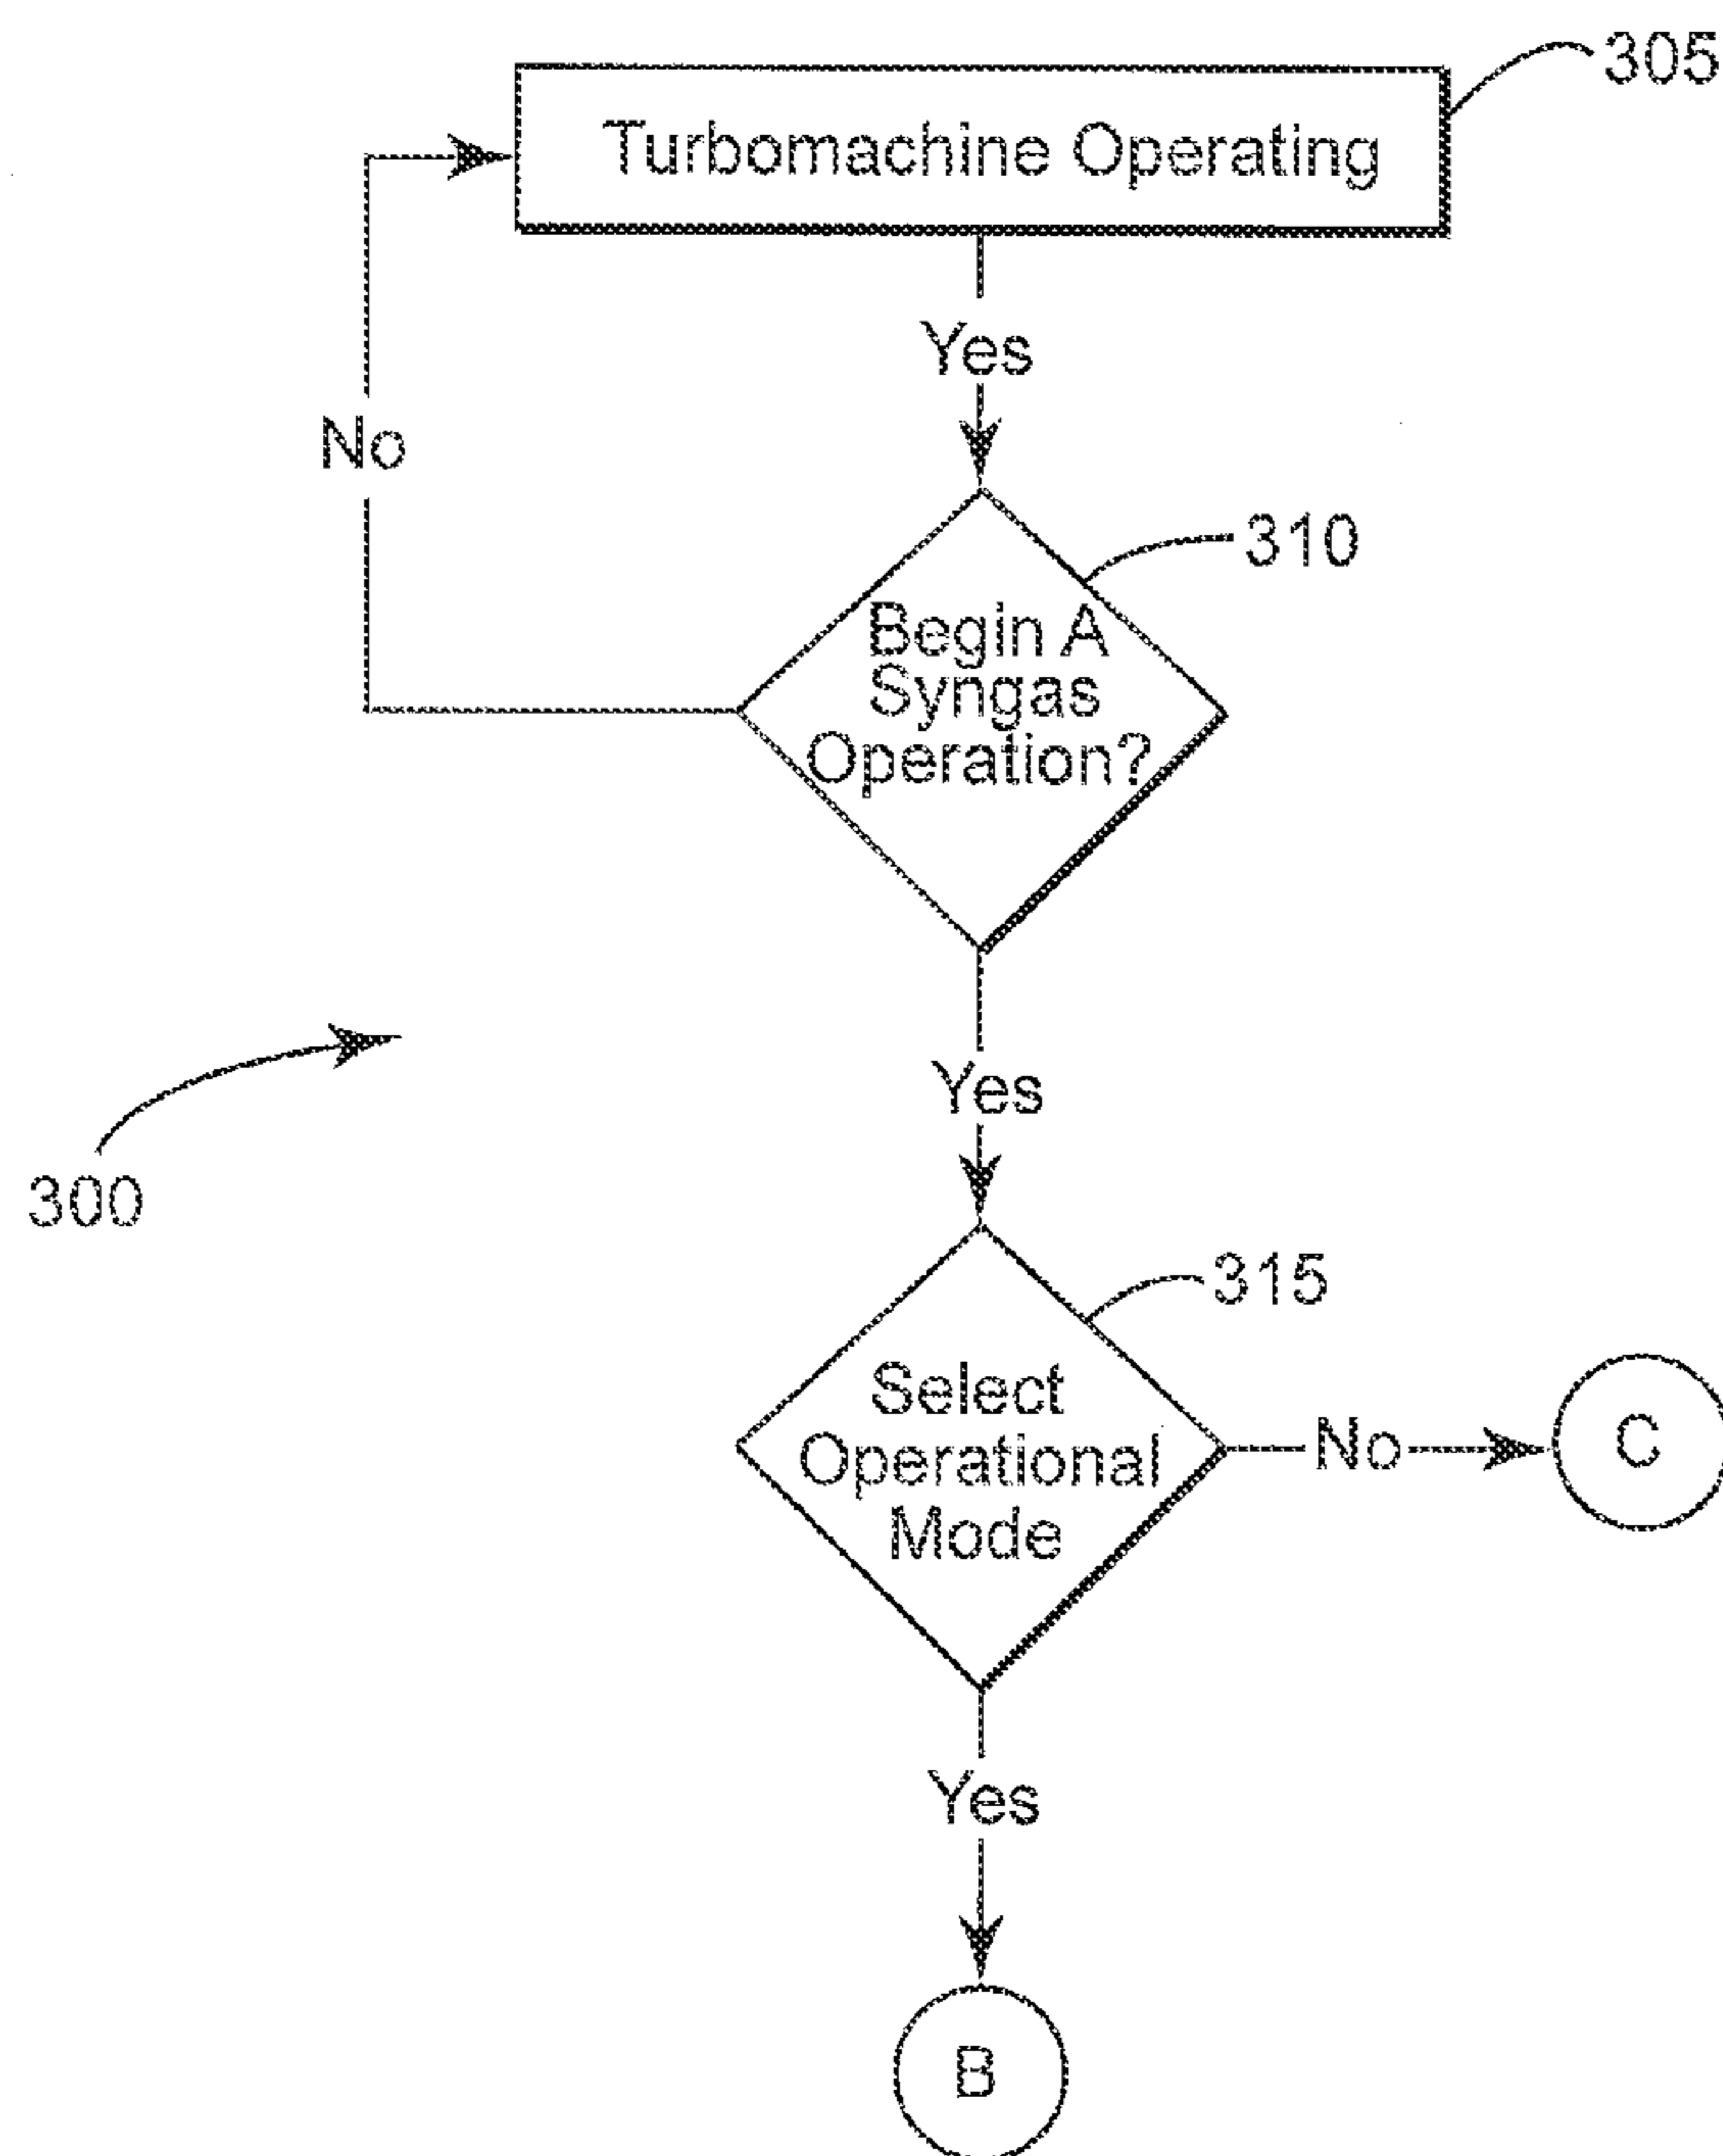 305
Turbomachine Operating
Yes
No
310
Begin A
Syngas
Operation?
Yes
300
315
Select
Operational
Mode
No
C
Yes
B